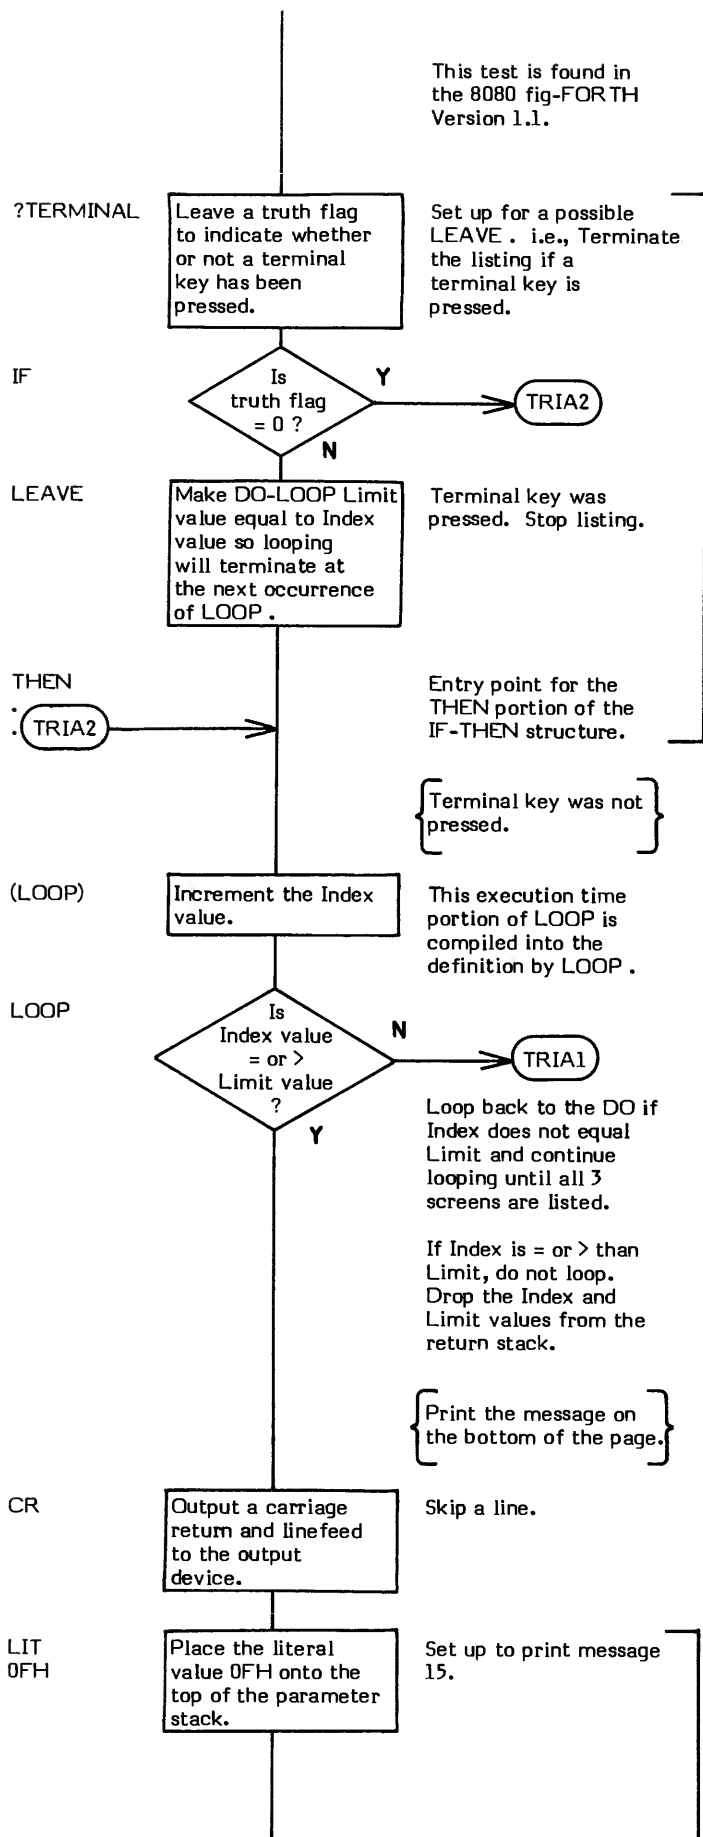 This test is found in
the 8080 fig-FORTH
Version 1.1.
?TERMINAL
Leave a truth flag
to indicate whether
or not a terminal
key has been
pressed.
Set up for a possible
LEAVE . i.e., Terminate
the listing if a
terminal key is
pressed.
IF
Is
truth flag
= 0 ?
Y
TRIA2
N
LEAVE
Make DO-LOOP Limit
value equal to Index
value so looping
will terminate at
the next occurrence
of LOOP .
Terminal key was
pressed. Stop listing.
THEN
: TRIA2
Entry point for the
THEN portion of the
IF-THEN structure.
{Terminal key was not
pressed.}
(LOOP)
Increment the Index
value.
This execution time
portion of LOOP is
compiled into the
definition by LOOP .
LOOP
Is
Index value
= or >
Limit value
?
N
TRIA1
Y
Loop back to the DO if
Index does not equal
Limit and continue
looping until all 3
screens are listed.
If Index is = or > than
Limit, do not loop.
Drop the Index and
Limit values from the
return stack.
{Print the message on
the bottom of the page.}
CR
Output a carriage
return and linefeed
to the output
device.
Skip a line.
LIT
0FH
Place the literal
value 0FH onto the
top of the parameter
stack.
Set up to print message
15.